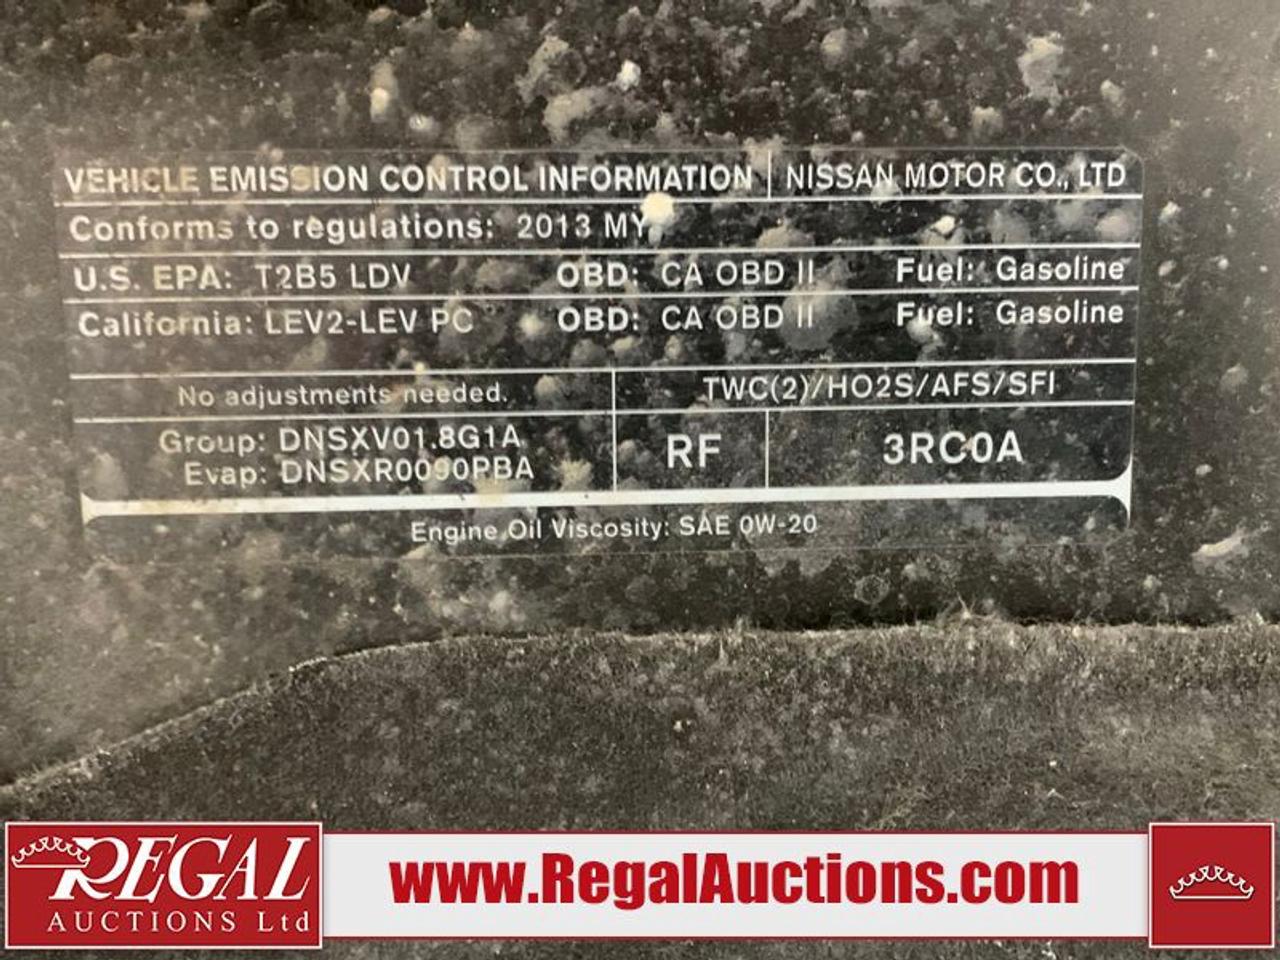 VEHICLE EMISSION CONTROL INFORMATION NISSAN MOTOR CO., LTD
Conforms to regulations: 2013 MY
U.S. EPA: T2B5 LDV OBD: CA OBD II Fuel: Gasoline
California: LEV2-LEV PC OBD: CA OBD II Fuel: Gasoline
No adjustments needed. TWC(2)/HO2S/AFS/SFI
Group: DNSXV01.8G1A
Evap: DNSXR0090PBA
RF
3RC0A
Engine Oil Viscosity: SAE 0W-20
REGAL
AUCTIONS Ltd
www.RegalAuctions.com